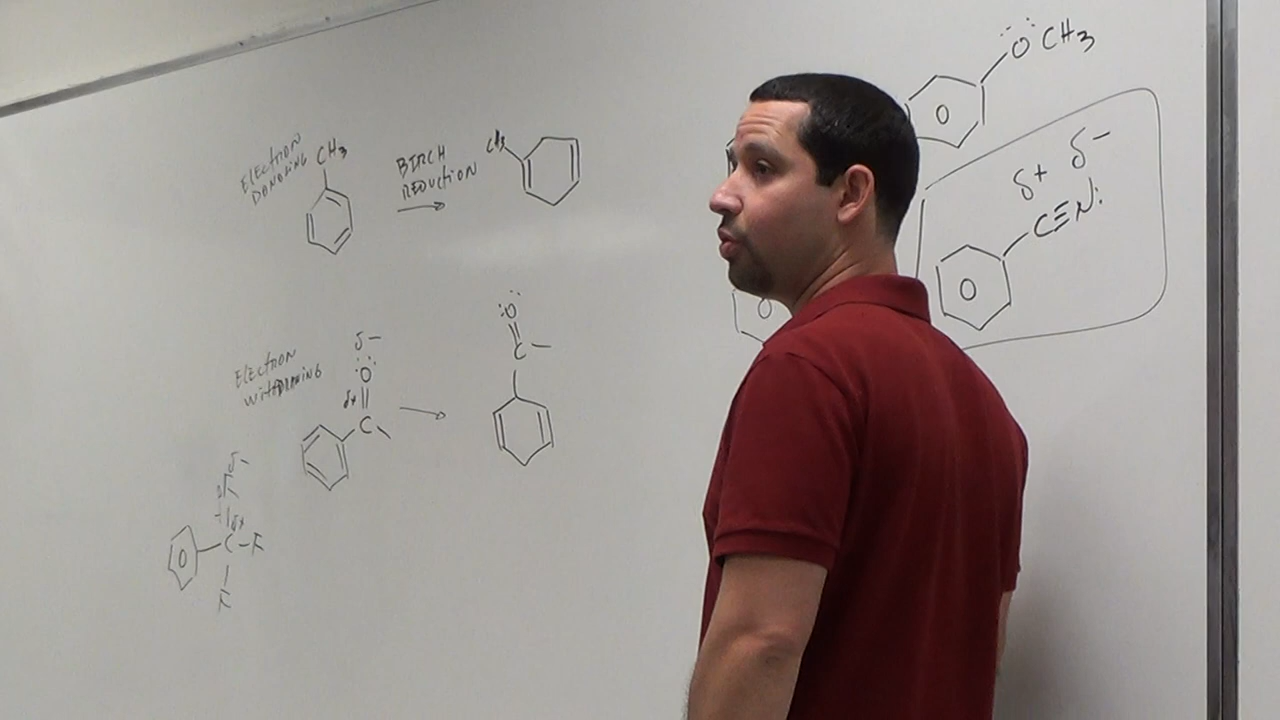 ELECTRON
DONATING
CH3
BIRCH
REDUCTION
CH3
ELECTRON
WITHDRAWING
δ-
:O:
δ+
C
:O:
C
δ-
F
δ+
O
C-F
F
OCH3
O
δ+ δ-
C≡N:
O
O